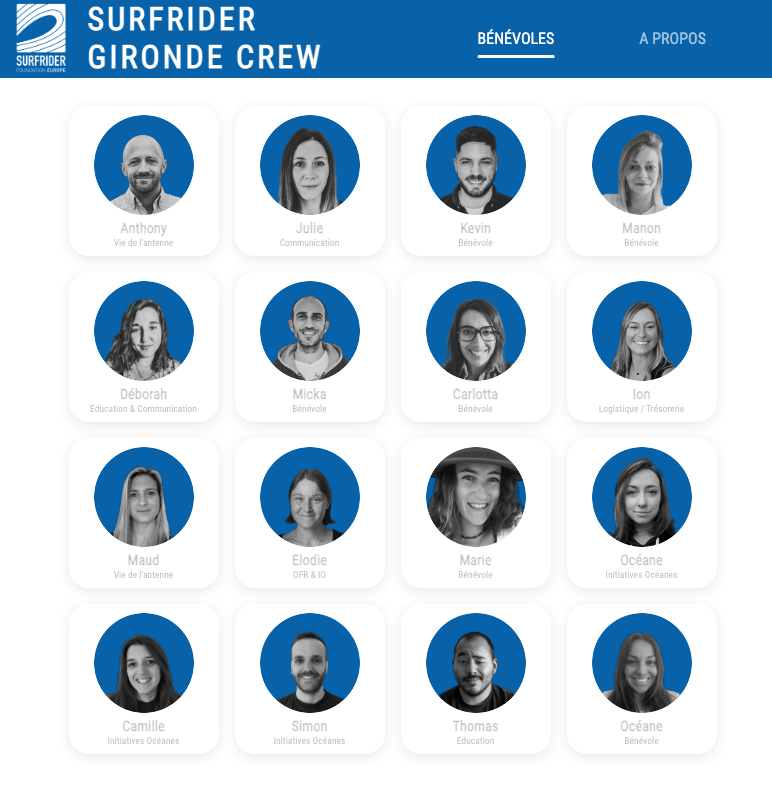 SURFRIDER
FOUNDATION EUROPE
SURFRIDER
GIRONDE CREW
BÉNÉVOLES
A PROPOS
Anthony
Vie de l'antenne
Julie
Communication
Kevin
Bénévole
Manon
Bénévole
Déborah
Education & Communication
Micka
Bénévole
Carlotta
Bénévole
Ion
Logistique / Trésorerie
Maud
Vie de l'antenne
Elodie
OFR & IO
Marie
Bénévole
Océane
Initiatives Océanes
Camille
Initiatives Océanes
Simon
Initiatives Océanes
Thomas
Education
Océane
Bénévole